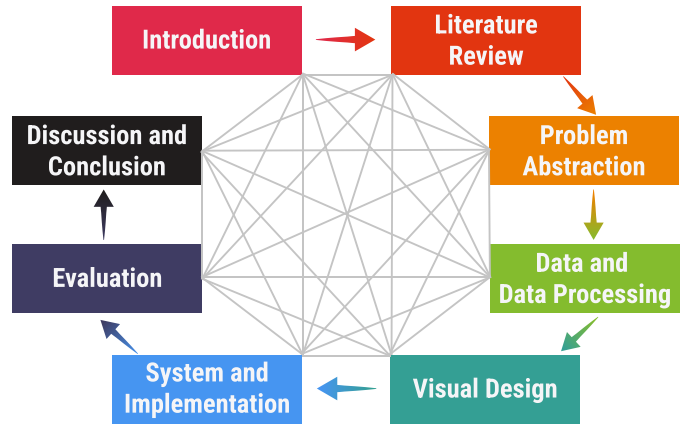 Introduction
Literature
Review
Problem
Abstraction
Data and
Data Processing
Visual Design
System and
Implementation
Evaluation
Discussion and
Conclusion